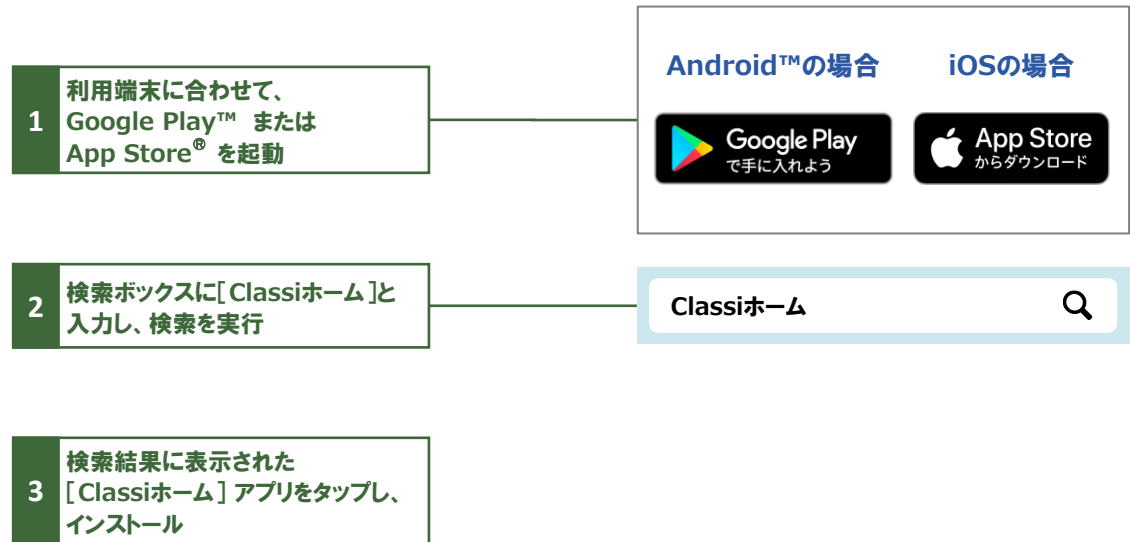 1
利用端末に合わせて、
Google Play™ または
App Store® を起動
Android™の場合
iOSの場合
Google Play
で手に入れよう
App Store
からダウンロード
2
検索ボックスに[Classiホーム]と
入力し、検索を実行
Classiホーム
3
検索結果に表示された
[Classiホーム] アプリをタップし、
インストール